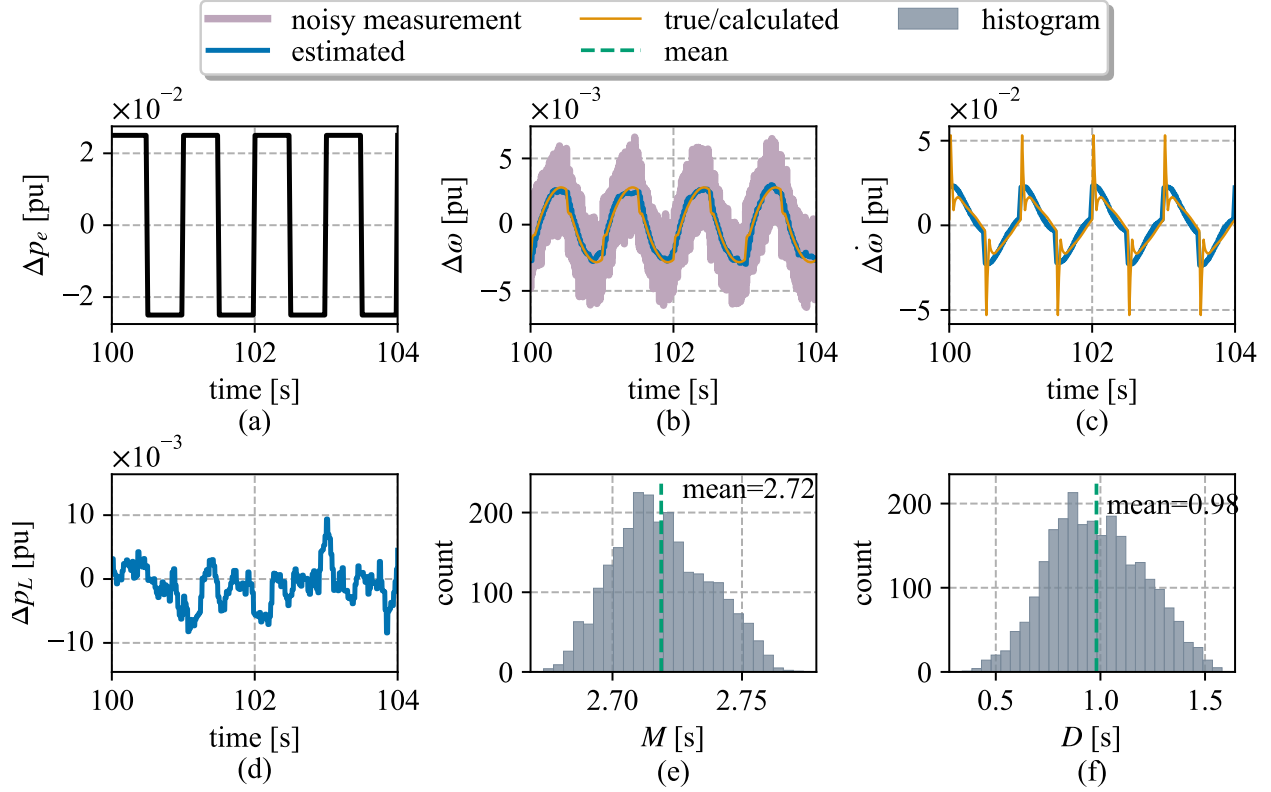 noisy measurement
true/calculated
histogram
estimated
mean
×10⁻²
×10⁻³
×10⁻²
Δpₑ [pu]
2
0
−2
100
102
104
time [s]
(a)
Δω [pu]
5
0
−5
100
102
104
time [s]
(b)
Δω̇ [pu]
5
0
−5
100
102
104
time [s]
(c)
×10⁻³
Δp_L [pu]
10
0
−10
100
102
104
time [s]
(d)
mean=2.72
count
200
100
0
2.70
2.75
M [s]
(e)
mean=0.98
count
200
100
0
0.5
1.0
1.5
D [s]
(f)